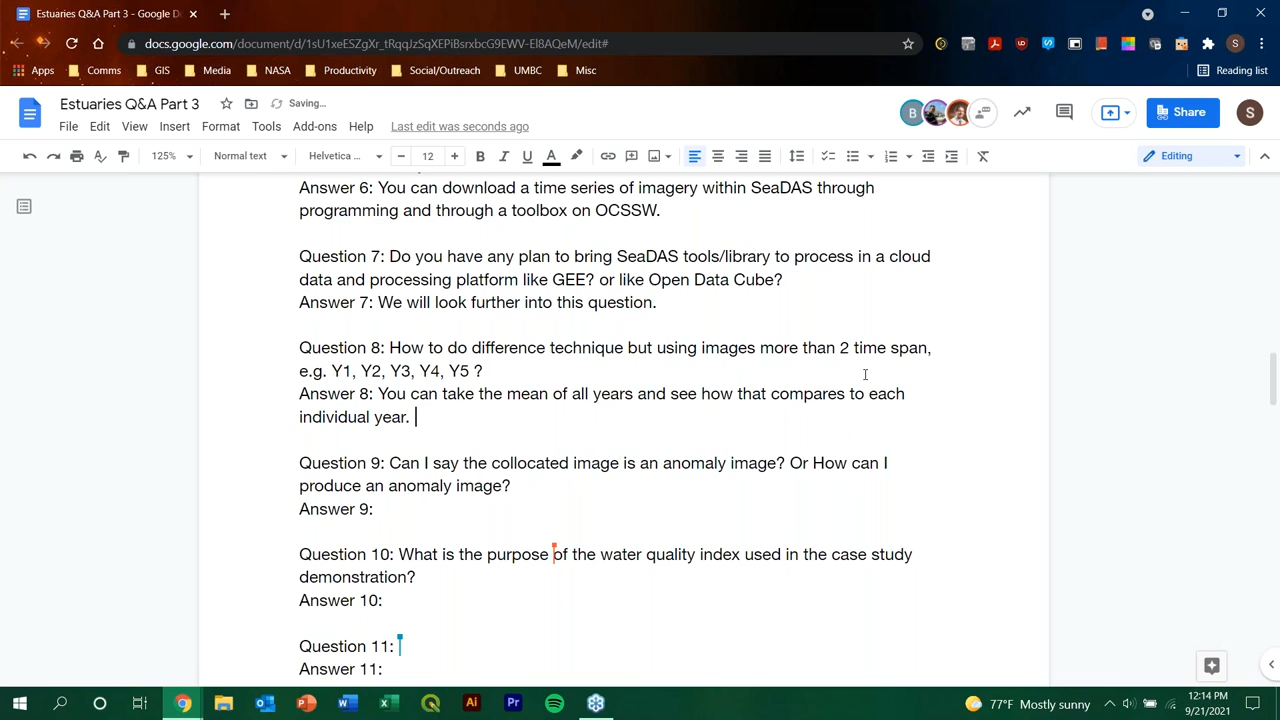 Estuaries Q&A Part 3 - Google D
docs.google.com/document/d/1sU1xeESZgXr_tRqqJzSqXEPiBsrxbcG9EWV-El8AQeM/edit#
S
Apps
Comms
GIS
Media
NASA
Productivity
Social/Outreach
UMBC
Misc
Reading list
Estuaries Q&A Part 3
Saving…
B
Share
S
File Edit View Insert Format Tools Add-ons Help Last edit was seconds ago
125% Normal text Helvetica ... 12 B I U A Editing
Answer 6: You can download a time series of imagery within SeaDAS through
programming and through a toolbox on OCSSW.
Question 7: Do you have any plan to bring SeaDAS tools/library to process in a cloud
data and processing platform like GEE? or like Open Data Cube?
Answer 7: We will look further into this question.
Question 8: How to do difference technique but using images more than 2 time span,
e.g. Y1, Y2, Y3, Y4, Y5 ?
Answer 8: You can take the mean of all years and see how that compares to each
individual year.
Question 9: Can I say the collocated image is an anomaly image? Or How can I
produce an anomaly image?
Answer 9:
Question 10: What is the purpose of the water quality index used in the case study
demonstration?
Answer 10:
Question 11:
Answer 11:
77°F Mostly sunny
12:14 PM
9/21/2021